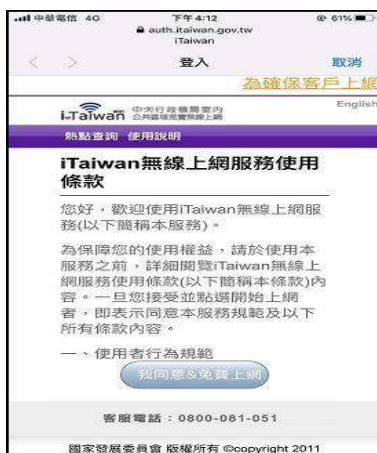 中華電信 4G 下午4:12 61%
auth.itaiwan.gov.tw
iTaiwan
登入 取消
為確保客戶上網
English
i-Taiwan 中央行政機關室內
公共區域免費無線上網
熱點查詢 使用說明
iTaiwan無線上網服務使用
條款
您好，歡迎使用iTaiwan無線上網服
務(以下簡稱本服務)。
為保障您的使用權益，請於使用本
服務之前，詳細閱覽iTaiwan無線上
網服務使用條款(以下簡稱本條款)內
容。一旦您接受並點選開始上網
者，即表示同意本服務規範及以下
所有條款內容。
一、使用者行為規範
我同意&免費上網
客服電話：0800-081-051
國家發展委員會 版權所有 ©copyright 2011